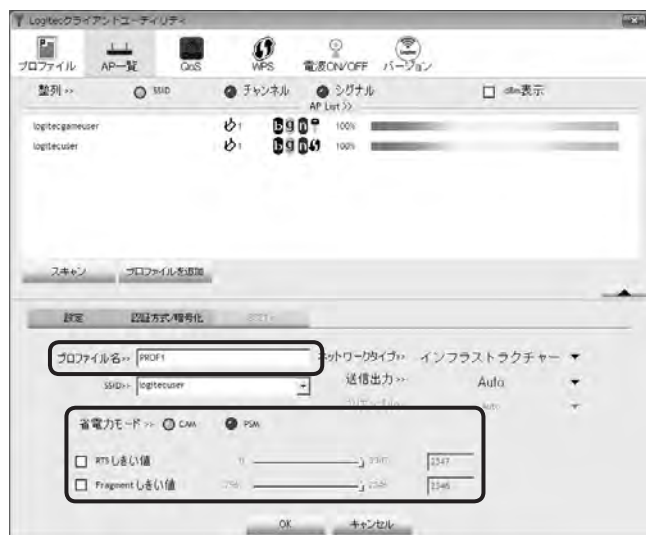 Logitecクライアントユーティリティ
プロファイル AP一覧 QoS WPS 電波ON/OFF バージョン
整列 >> SSID チャンネル シグナル dBm表示
AP List >>
logitecgameuser 1 b g n 100%
logitecuser 1 b g n 100%
スキャン プロファイルを追加
設定 認証方式/暗号化
プロファイル名 >> PROF1 ネットワークタイプ >> インフラストラクチャー
SSID >> logitecuser 送信出力 >> Auto
Auto
省電力モード >> CAM PSM
RTSしきい値 0 2347 2347
Fragmentしきい値 256 2346 2346
OK キャンセル